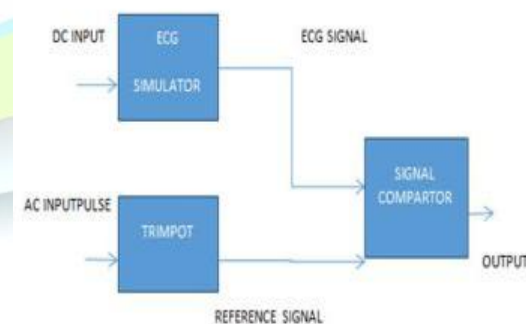 DC INPUT
ECG
SIMULATOR
ECG SIGNAL
SIGNAL
COMPARTOR
AC INPUTPULSE
TRIMPOT
OUTPUT
REFERENCE SIGNAL